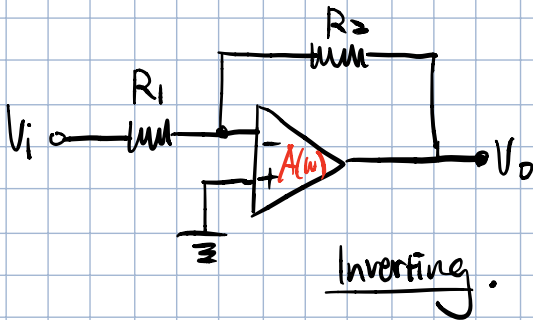 R₂
R₁
Vi
A(ω)
-
+
Vo
Inverting.